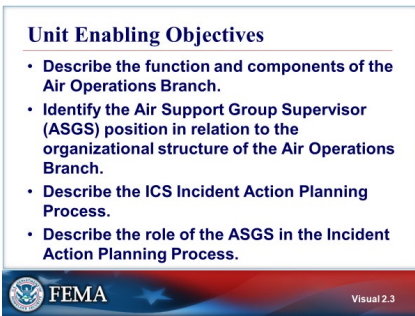 Unit Enabling Objectives
• Describe the function and components of the
Air Operations Branch.
• Identify the Air Support Group Supervisor
(ASGS) position in relation to the
organizational structure of the Air Operations
Branch.
• Describe the ICS Incident Action Planning
Process.
• Describe the role of the ASGS in the Incident
Action Planning Process.
FEMA
Visual 2.3